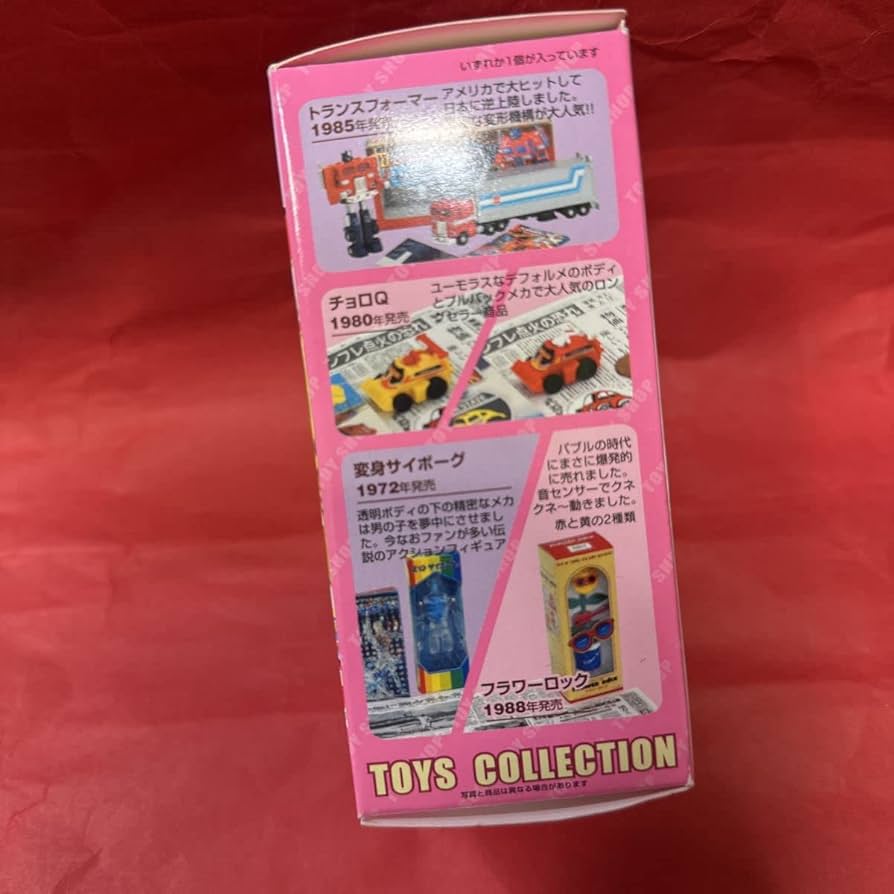 いずれか1個が入っています
トランスフォーマー
1985年発売
アメリカで大ヒットして
日本に逆上陸しました。
な変形機構が大人気!!
チョロQ
1980年発売
ユーモラスなデフォルメのボディ
とプルバックメカで大人気のロン
グセラー商品
変身サイボーグ
1972年発売
透明ボディの下の精密なメカ
は男の子を夢中にさせまし
た。今なおファンが多い伝
説のアクションフィギュア
バブルの時代
にまさに爆発的
に売れました。
音センサーでクネ
クネ〜動きました。
赤と黄の2種類
フラワーロック
1988年発売
TOYS COLLECTION
写真と商品は異なる場合があります
TOY SHOP